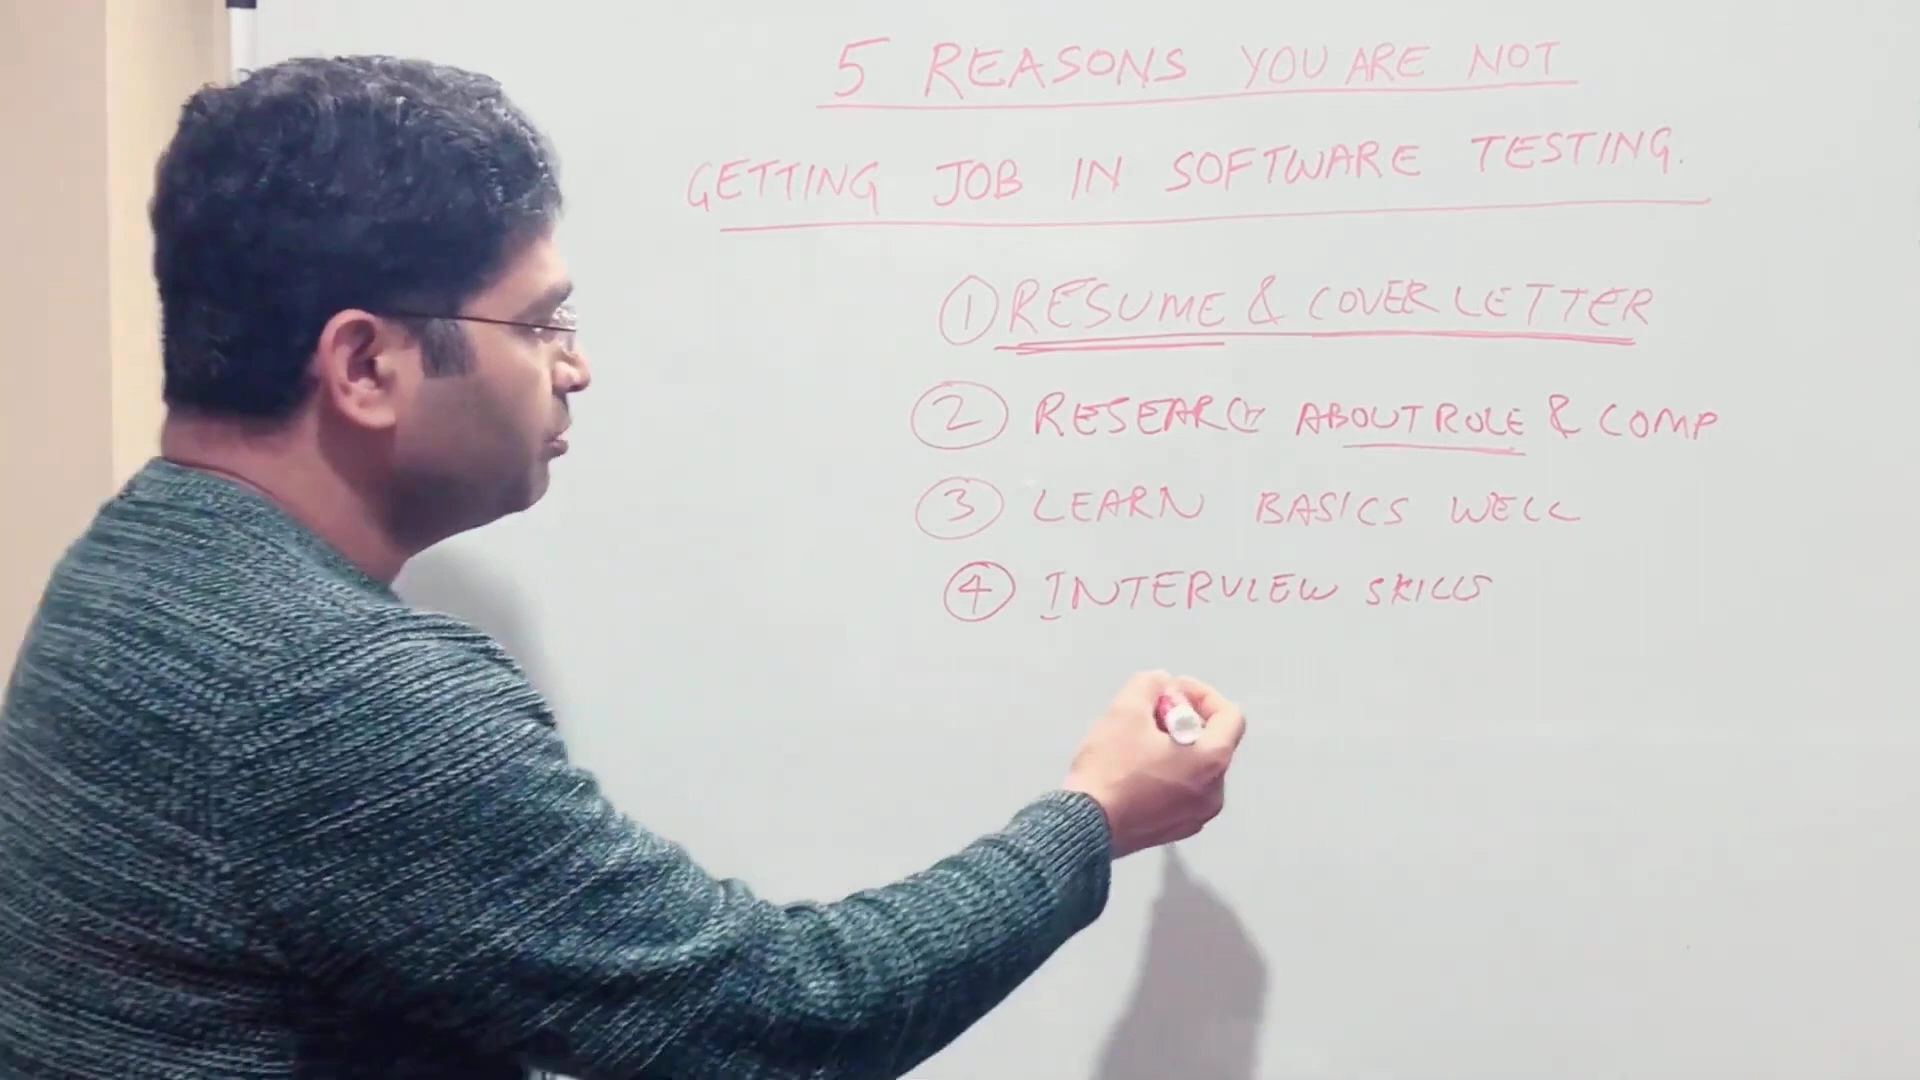 5 REASONS YOU ARE NOT
GETTING JOB IN SOFTWARE TESTING.
1 RESUME & COVER LETTER
2 RESEARCH ABOUT ROLE & COMP
3 LEARN BASICS WELL
4 INTERVIEW SKILLS